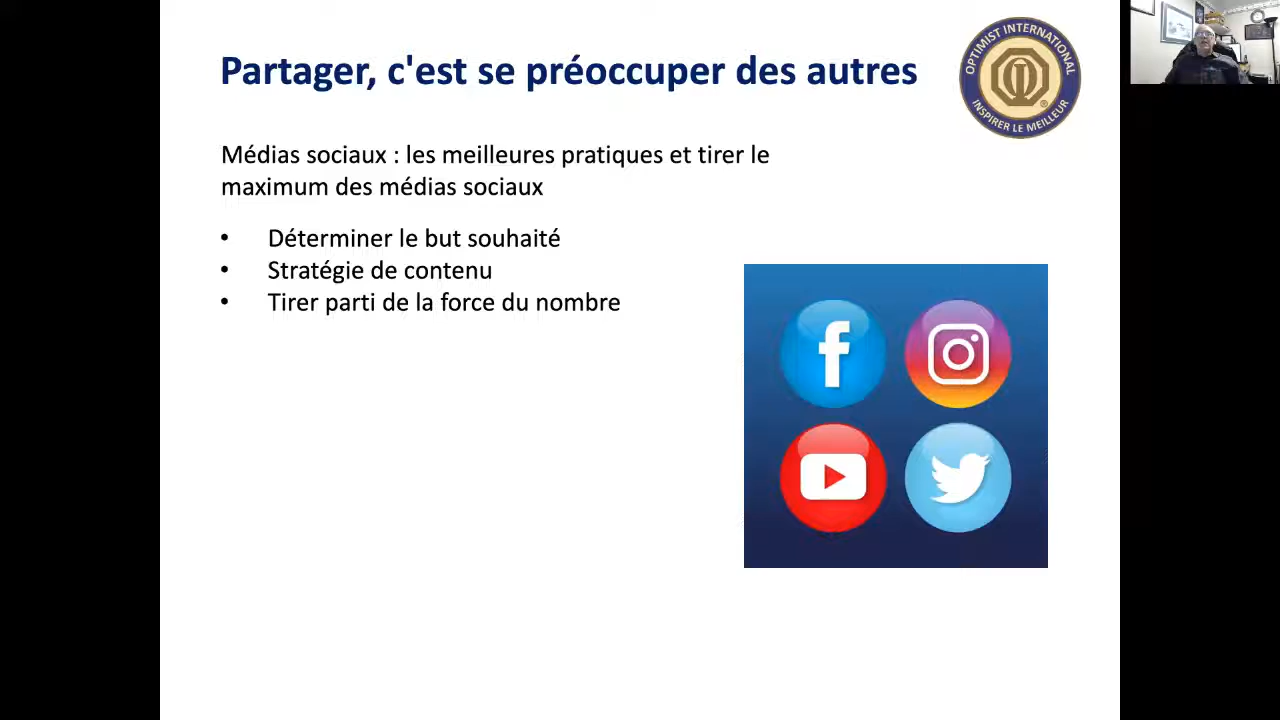 Partager, c'est se préoccuper des autres
OPTIMIST INTERNATIONAL
INSPIRER LE MEILLEUR
®
Médias sociaux : les meilleures pratiques et tirer le
maximum des médias sociaux
• Déterminer le but souhaité
• Stratégie de contenu
• Tirer parti de la force du nombre